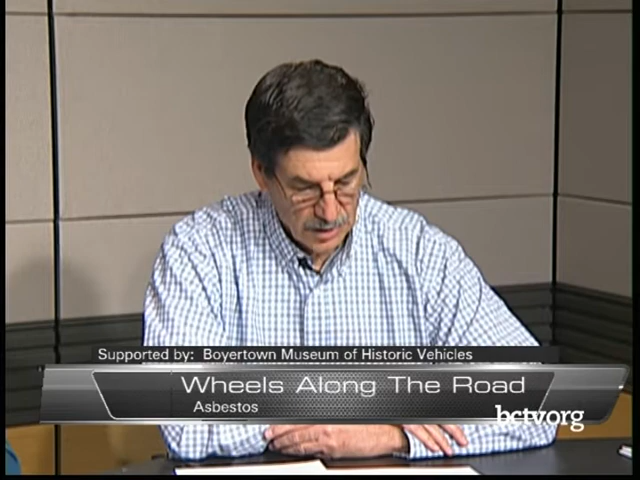 Supported by: Boyertown Museum of Historic Vehicles
Wheels Along The Road
Asbestos
bctv.org